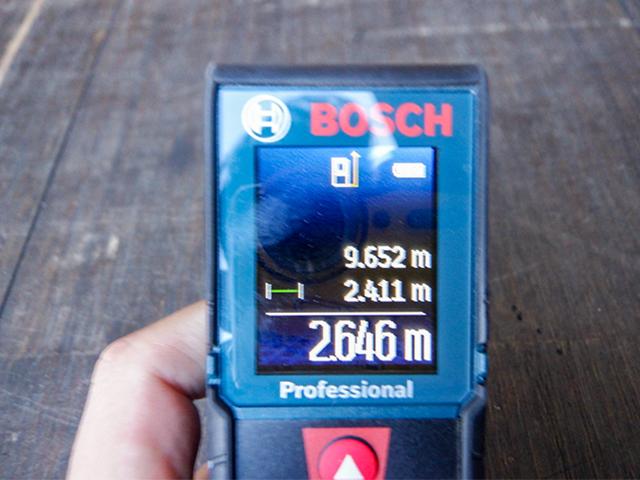 BOSCH
9.652 m
2.411 m
2.646 m
Professional